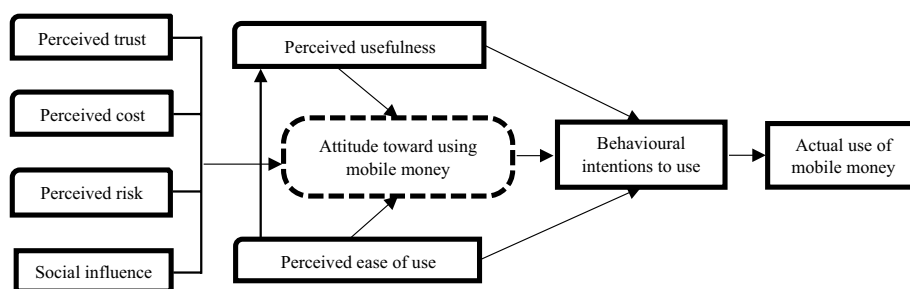 Perceived trust
Perceived cost
Perceived risk
Social influence
Perceived usefulness
Attitude toward using
mobile money
Perceived ease of use
Behavioural
intentions to use
Actual use of
mobile money